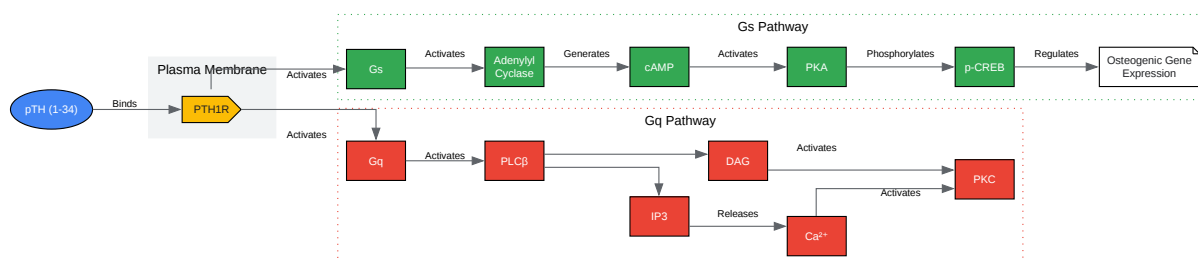 Gs Pathway
Activates
Generates
Activates
Phosphorylates
Regulates
Gs
Adenylyl
Cyclase
cAMP
PKA
p-CREB
Osteogenic Gene
Expression
Plasma Membrane
Activates
pTH (1-34)
Binds
PTH1R
Activates
Gq Pathway
Gq
Activates
PLCβ
DAG
Activates
PKC
Activates
IP3
Releases
Ca²⁺